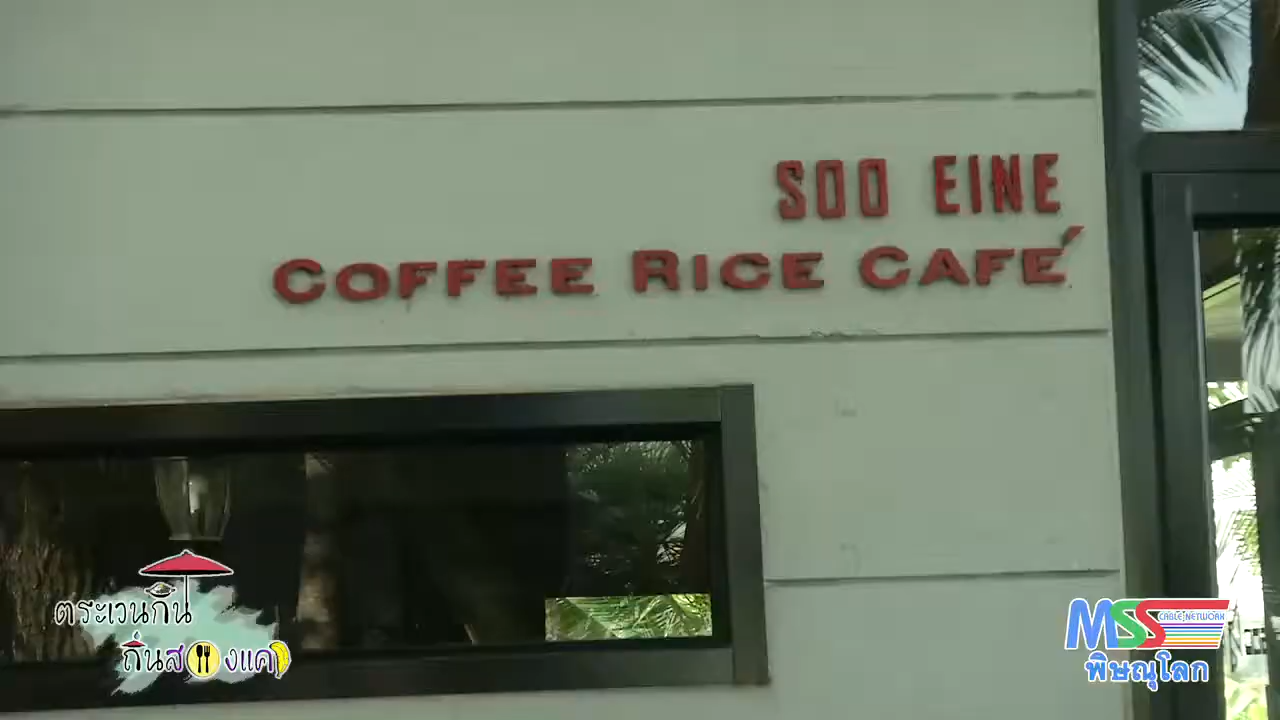 SOO EINE
COFFEE RICE CAFÉ
ตระเวนกิน
ถิ่นสองแคว
MSS CABLE NETWORK
พิษณุโลก